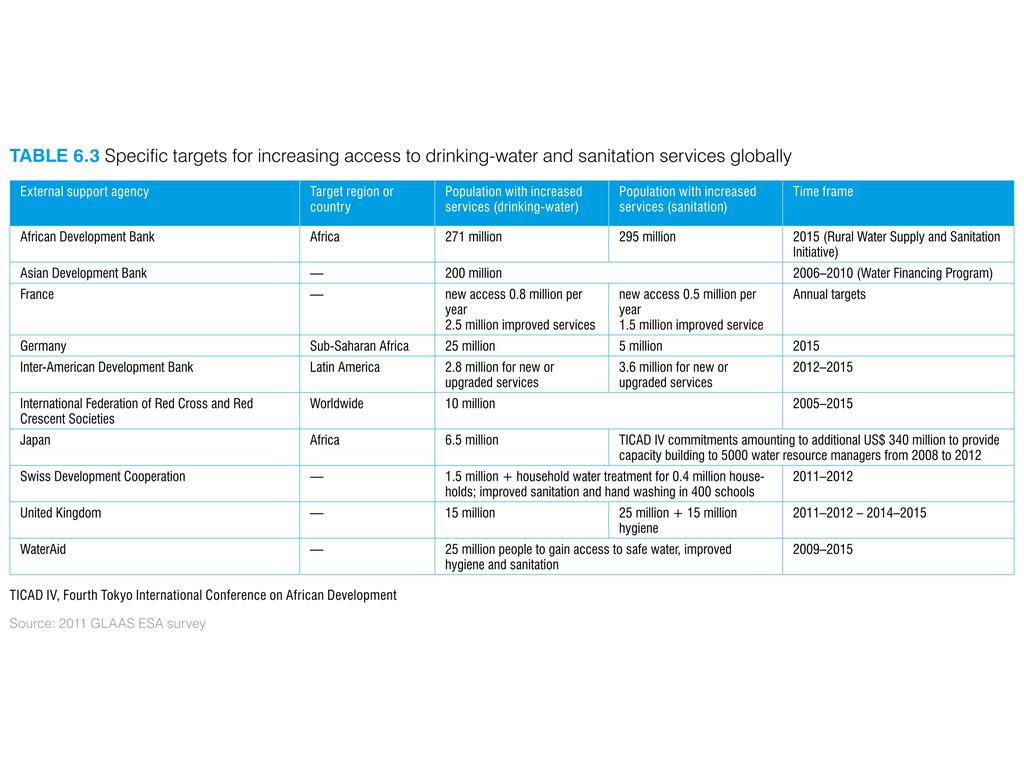 TABLE 6.3 Specific targets for increasing access to drinking-water and sanitation services globally
External support agency
Target region or
country
Population with increased
services (drinking-water)
Population with increased
services (sanitation)
Time frame
African Development Bank
Africa
271 million
295 million
2015 (Rural Water Supply and Sanitation
Initiative)
Asian Development Bank
—
200 million
2006–2010 (Water Financing Program)
France
—
new access 0.8 million per
year
2.5 million improved services
new access 0.5 million per
year
1.5 million improved service
Annual targets
Germany
Sub-Saharan Africa
25 million
5 million
2015
Inter-American Development Bank
Latin America
2.8 million for new or
upgraded services
3.6 million for new or
upgraded services
2012–2015
International Federation of Red Cross and Red
Crescent Societies
Worldwide
10 million
2005–2015
Japan
Africa
6.5 million
TICAD IV commitments amounting to additional US$ 340 million to provide
capacity building to 5000 water resource managers from 2008 to 2012
Swiss Development Cooperation
—
1.5 million + household water treatment for 0.4 million house-
holds; improved sanitation and hand washing in 400 schools
2011–2012
United Kingdom
—
15 million
25 million + 15 million
hygiene
2011–2012 – 2014–2015
WaterAid
—
25 million people to gain access to safe water, improved
hygiene and sanitation
2009–2015
TICAD IV, Fourth Tokyo International Conference on African Development
Source: 2011 GLAAS ESA survey